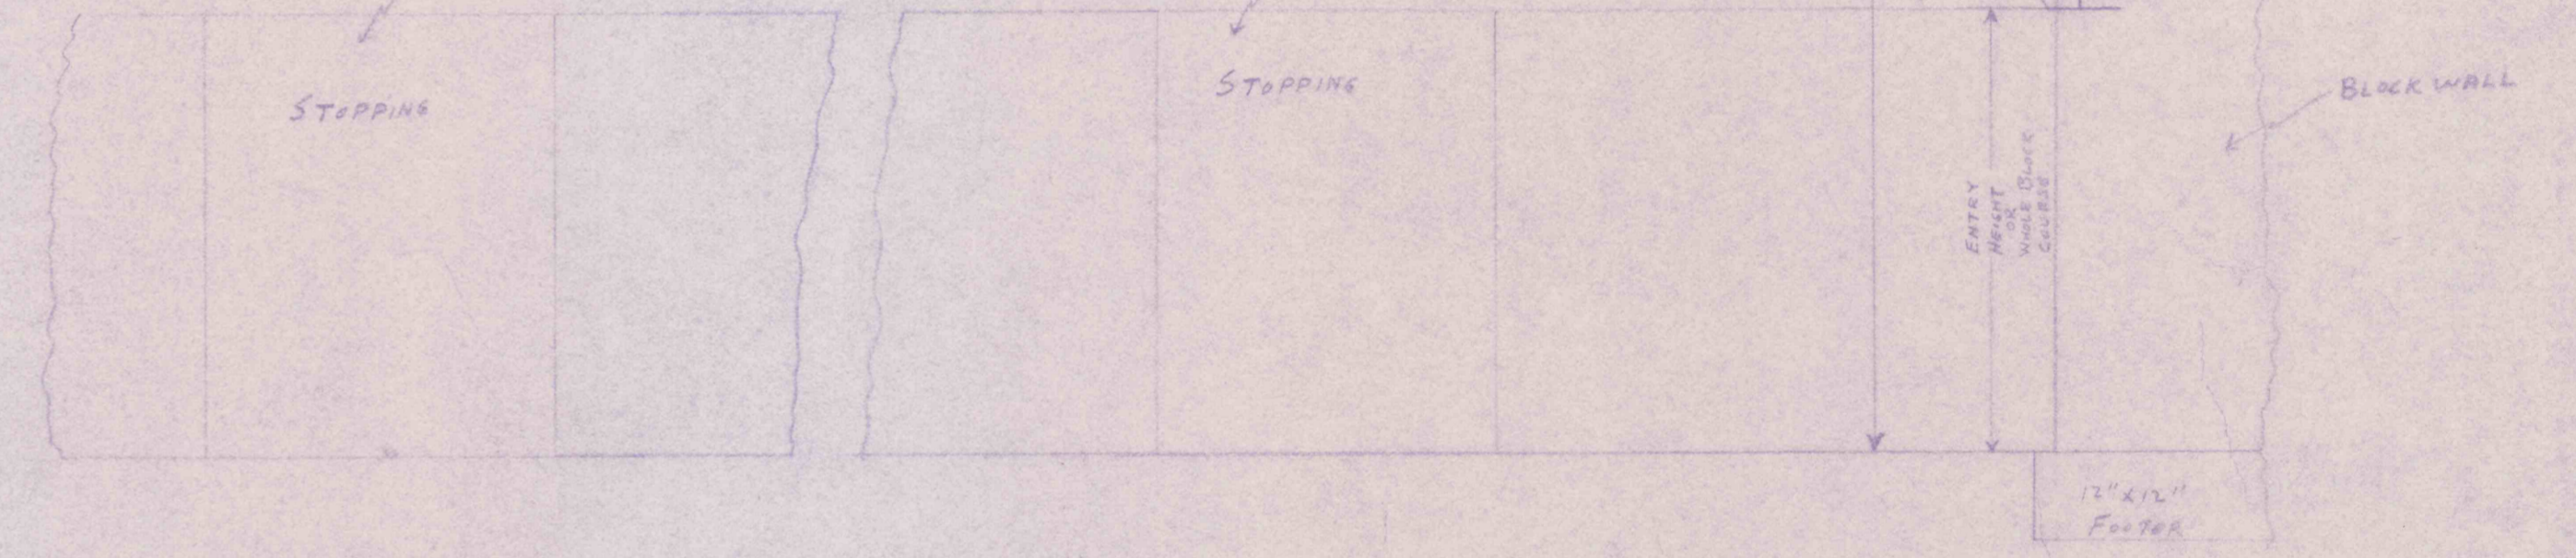 STOPPING
STOPPING
BLOCK WALL
ENTRY
HEIGHT
OR
WHOLE BLOCK
COURSE
12"x12"
FOOTER